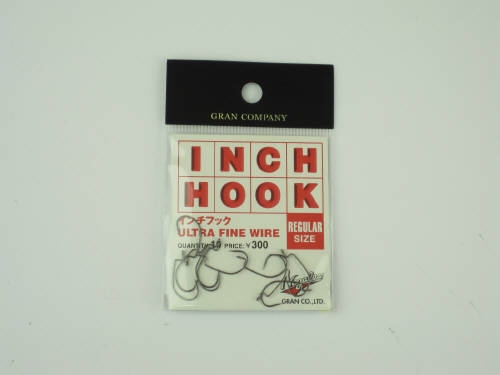 GRAN COMPANY
INCH
HOOK
インチフック
ULTRA FINE WIRE
REGULAR
SIZE
QUANTITY: PRICE: ¥300
GRAN CO.,LTD.